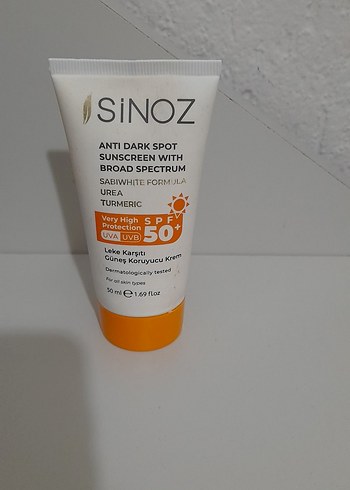 SiNOZ
ANTI DARK SPOT
SUNSCREEN WITH
BROAD SPECTRUM
SABIWHITE FORMULA
UREA
TURMERIC
Very High
Protection
UVA UVB
SPF
50+
Leke Karşıtı
Güneş Koruyucu Krem
Dermatologically tested
For all skin types
50 ml ℮ 1.69 fl.oz